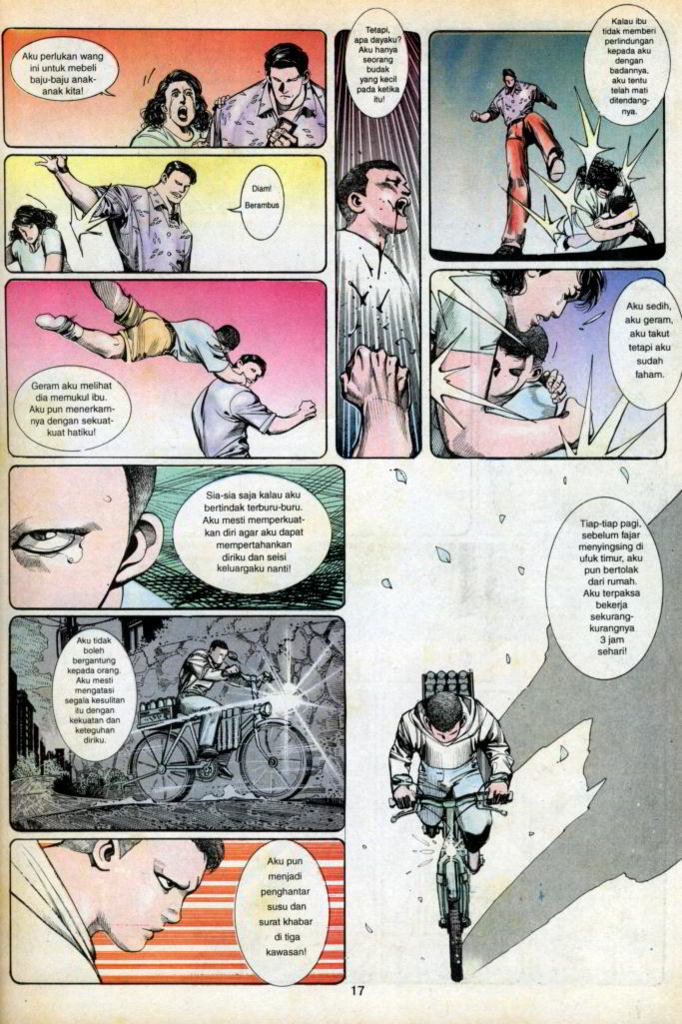 Aku perlukan wang
ini untuk mebeli
baju-baju anak-
anak kita!
Diam!
Berambus
Geram aku melihat
dia memukul ibu.
Aku pun menerkam-
nya dengan sekuat-
kuat hatiku!
Tetapi,
apa dayaku?
Aku hanya
seorang
budak
yang kecil
pada ketika
itu!
Kalau ibu
tidak memberi
perlindungan
kepada aku
dengan
badannya,
aku tentu
telah mati
ditendang-
nya.
Aku sedih,
aku geram,
aku takut
tetapi aku
sudah
faham.
Sia-sia saja kalau aku
bertindak terburu-buru.
Aku mesti memperkuat-
kan diri agar aku dapat
mempertahankan
diriku dan seisi
keluargaku nanti!
Aku tidak
boleh
bergantung
kepada orang.
Aku mesti
mengatasi
segala kesulitan
itu dengan
kekuatan dan
keteguhan
diriku.
Aku pun
menjadi
penghantar
susu dan
surat khabar
di tiga
kawasan!
Tiap-tiap pagi,
sebelum fajar
menyingsing di
ufuk timur, aku
pun bertolak
dari rumah.
Aku terpaksa
bekerja
sekurang-
kurangnya
3 jam
sehari!
17